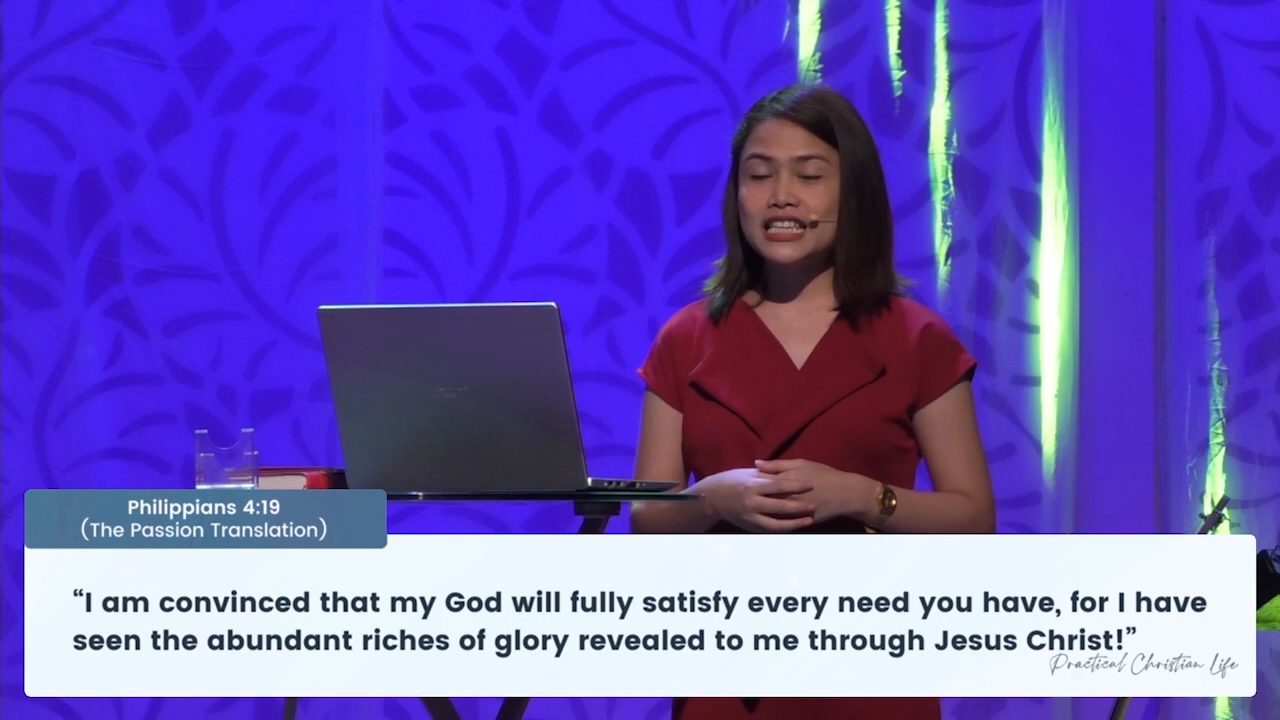 Philippians 4:19
(The Passion Translation)
“I am convinced that my God will fully satisfy every need you have, for I have
seen the abundant riches of glory revealed to me through Jesus Christ!”
Practical Christian Life